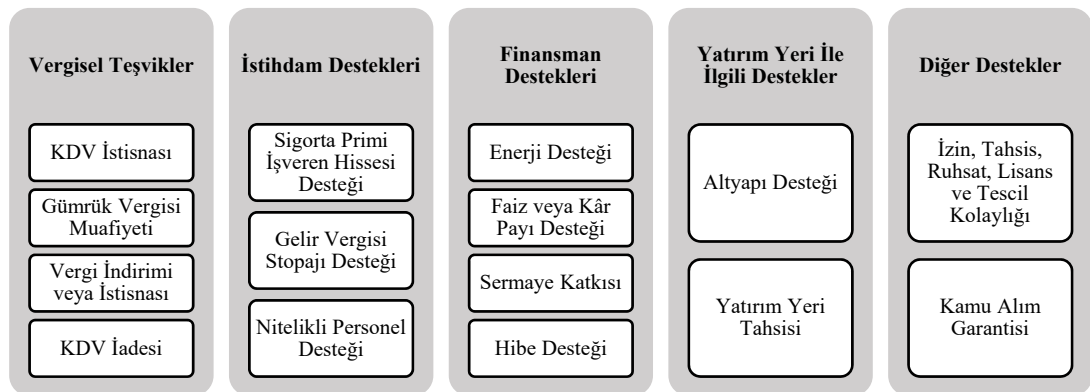 Vergisel Teşvikler
KDV İstisnası
Gümrük Vergisi
Muafiyeti
Vergi İndirimi
veya İstisnası
KDV İadesi
İstihdam Destekleri
Sigorta Primi
İşveren Hissesi
Desteği
Gelir Vergisi
Stopajı Desteği
Nitelikli Personel
Desteği
Finansman
Destekleri
Enerji Desteği
Faiz veya Kâr
Payı Desteği
Sermaye Katkısı
Hibe Desteği
Yatırım Yeri İle
İlgili Destekler
Altyapı Desteği
Yatırım Yeri
Tahsisi
Diğer Destekler
İzin, Tahsis,
Ruhsat, Lisans
ve Tescil
Kolaylığı
Kamu Alım
Garantisi